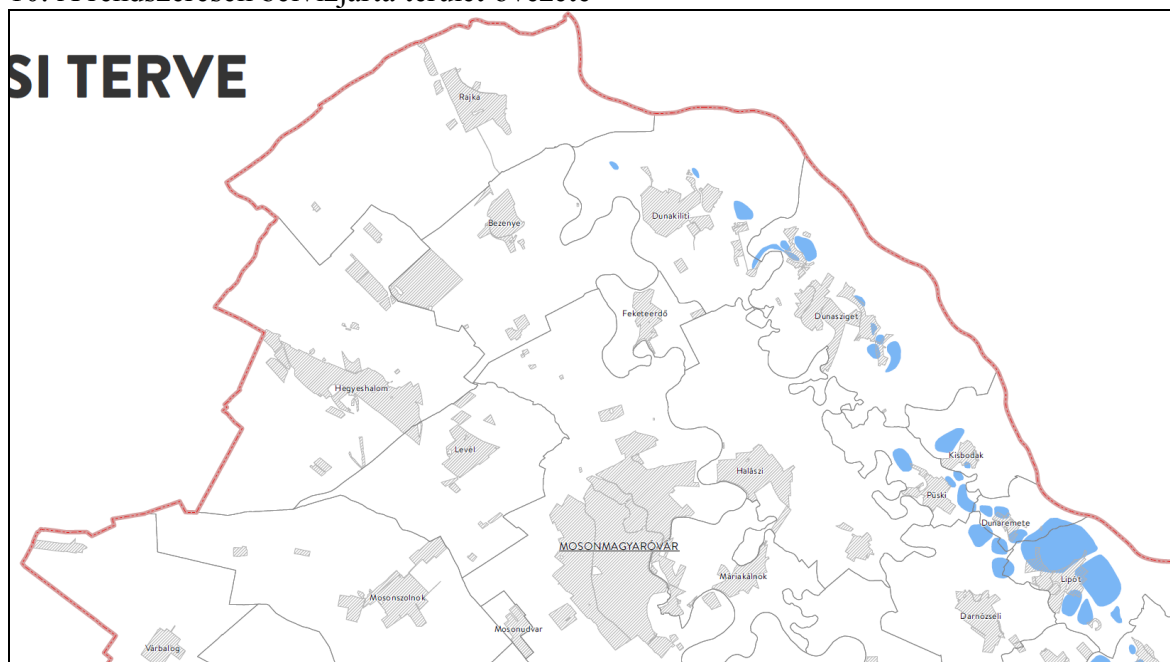 SI TERVE
Rajka
Bezenye
Dunakiliti
Feketeerdő
Dunasziget
Hegyeshalom
Levél
Halászi
Kisbodak
Püski
Dunaremete
MOSONMAGYARÓVÁR
Máriakálnok
Lipót
Mosonszolnok
Darnózseli
Mosonudvar
Várbalog